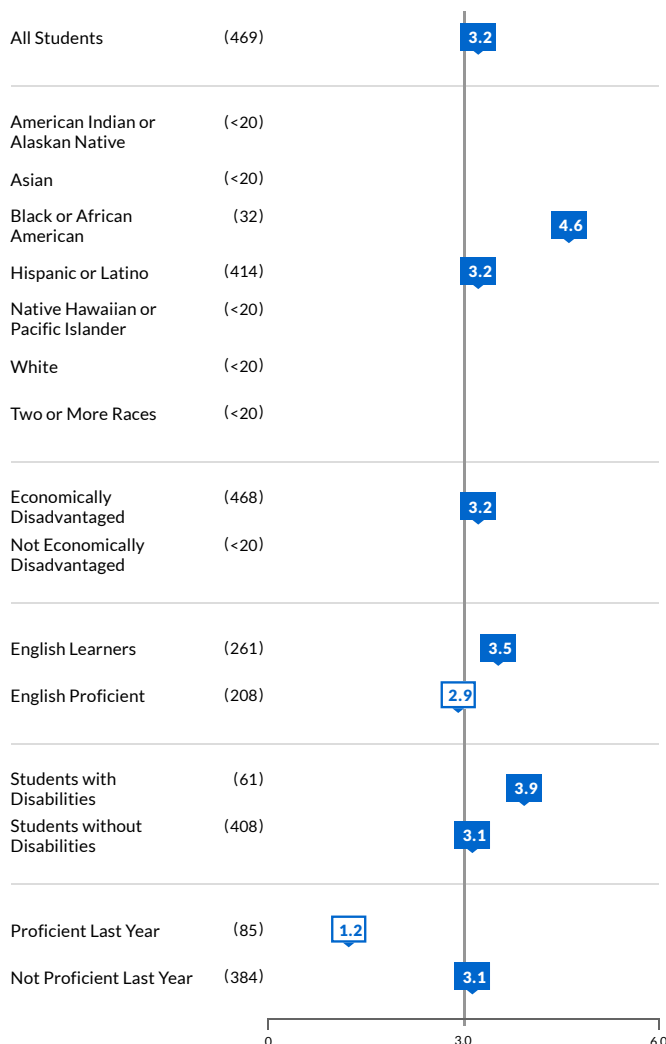 All Students (469) 3.2
American Indian or
Alaskan Native (<20)
Asian (<20)
Black or African
American (32) 4.6
Hispanic or Latino (414) 3.2
Native Hawaiian or
Pacific Islander (<20)
White (<20)
Two or More Races (<20)
Economically
Disadvantaged (468) 3.2
Not Economically
Disadvantaged (<20)
English Learners (261) 3.5
English Proficient (208) 2.9
Students with
Disabilities (61) 3.9
Students without
Disabilities (408) 3.1
Proficient Last Year (85) 1.2
Not Proficient Last Year (384) 3.1
0 3.0 6.0